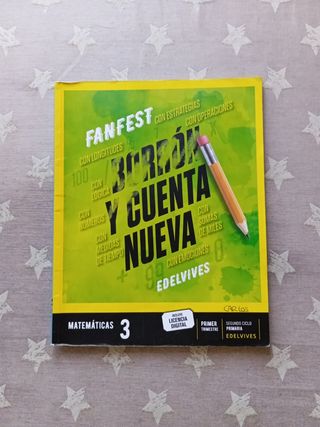 FANFEST
CON ESTRATEGIAS
CON OPERACIONES
CON LONGITUDES
BORRÓN
Y CUENTA
NUEVA
CON
LÓGICA
CON
NÚMEROS
CON
MEDIDAS
DE TIEMPO
CON
SUMAS
DE MILES
CON EMOCIONES
EDELVIVES
CARLOS
MATEMÁTICAS 3
INCLUYE
LICENCIA
DIGITAL
PRIMER
TRIMESTRE
SEGUNDO CICLO
PRIMARIA
EDELVIVES